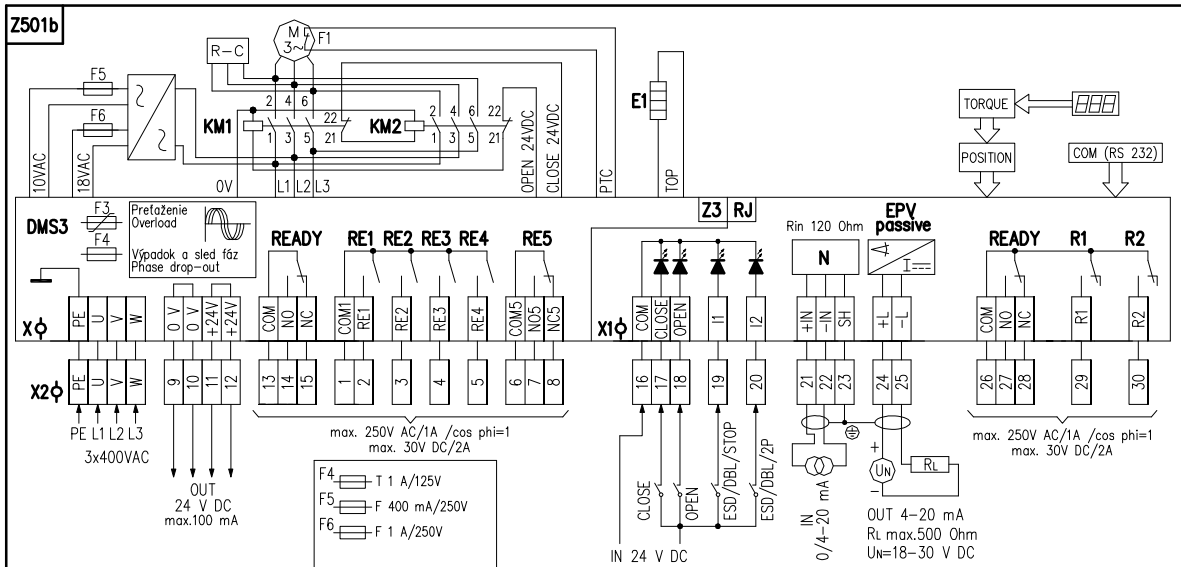 Z501b
R-C
M
3~
F1
F5
F6
2 4 6
22
KM1
1 3 5
21
KM2
2 4 6
22
1 3 5
21
E1
TORQUE
POSITION
COM (RS 232)
10VAC
18VAC
0V
L1 L2 L3
OPEN 24VDC
CLOSE 24VDC
PTC
TOP
DMS3
F3
F4
Preťaženie
Overload
Výpadok a sled fáz
Phase drop-out
READY
RE1 RE2 RE3 RE4
RE5
Z3 RJ
Rin 120 Ohm
N
EPV
passive
READY
R1
R2
X
PE U V W
0 V 0 V +24V +24V
COM NO NC
COM1 RE1 RE2 RE3 RE4
COM5 NO5 NC5
X1
COM CLOSE OPEN I1 I2
+IN -IN SH
+L -L
COM NO NC R1 R2
X2
PE U V W 9 10 11 12 13 14 15 1 2 3 4 5 6 7 8 16 17 18 19 20 21 22 23 24 25 26 27 28 29 30
PE L1 L2 L3
3x400VAC
OUT
24 V DC
max.100 mA
max. 250V AC/1A /cos phi=1
max. 30V DC/2A
F4
T 1 A/125V
F5
F 400 mA/250V
F6
F 1 A/250V
CLOSE
OPEN
ESD/DBL/STOP
ESD/DBL/2P
IN 24 V DC
IN
0/4-20 mA
+
UN
-
RL
OUT 4-20 mA
RL max.500 Ohm
UN=18-30 V DC
max. 250V AC/1A /cos phi=1
max. 30V DC/2A